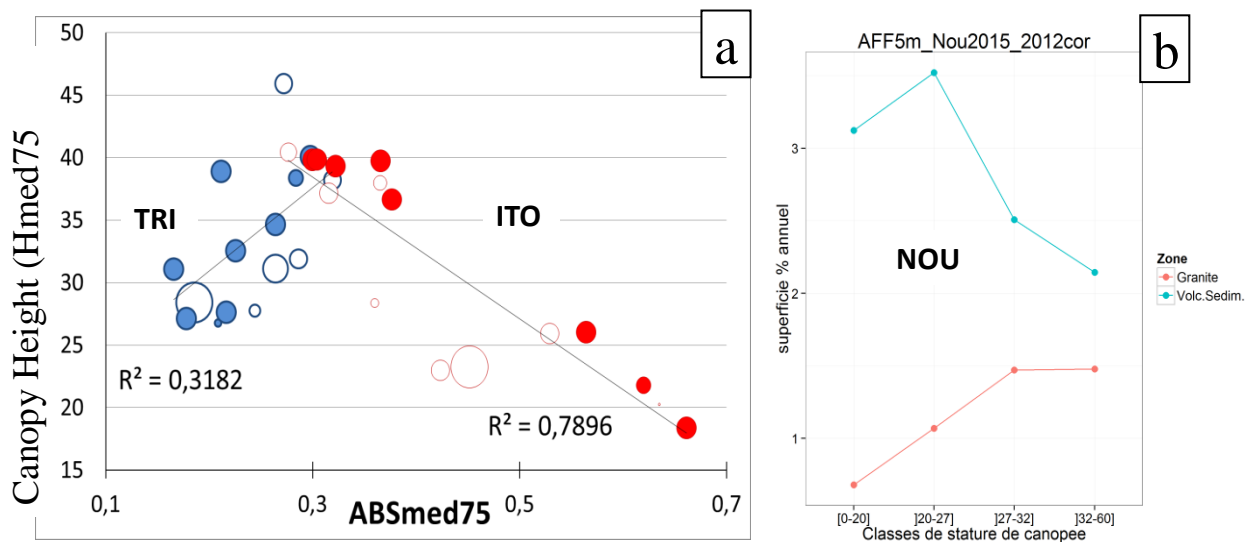 a
Canopy Height (Hmed75
50
45
40
35
30
25
20
15
TRI
ITO
R² = 0,3182
R² = 0,7896
0,1
0,3
0,5
0,7
ABSmed75
b
AFF5m_Nou2015_2012cor
superficie % annuel
3
2
1
NOU
[0-20]
]20-27]
]27-32]
]32-60]
Classes de stature de canopee
Zone
Granite
Volc.Sedim.